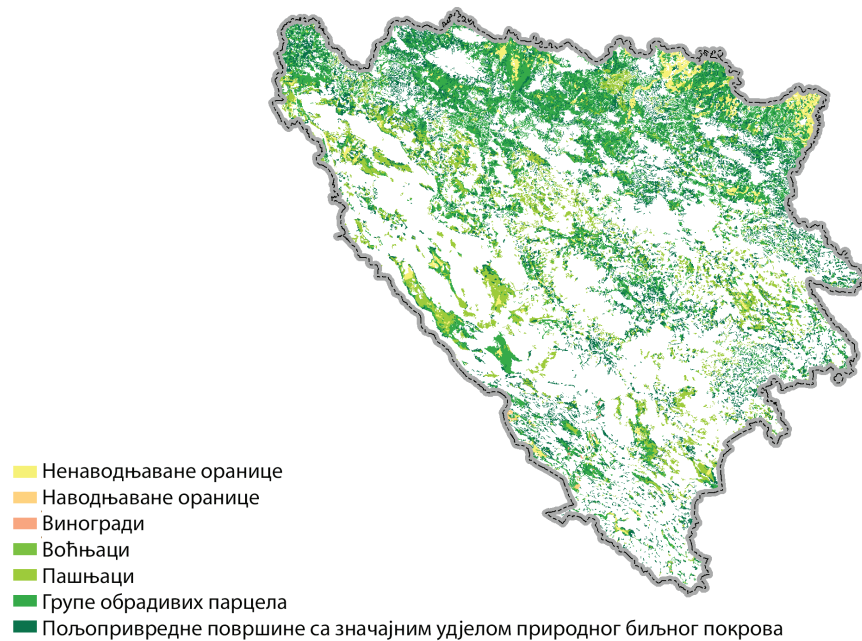 Ненаводњаване оранице
Наводњаване оранице
Виногради
Воћњаци
Пашњаци
Групе обрадивих парцела
Пољопривредне површине са значајним удјелом природног биљног покрова